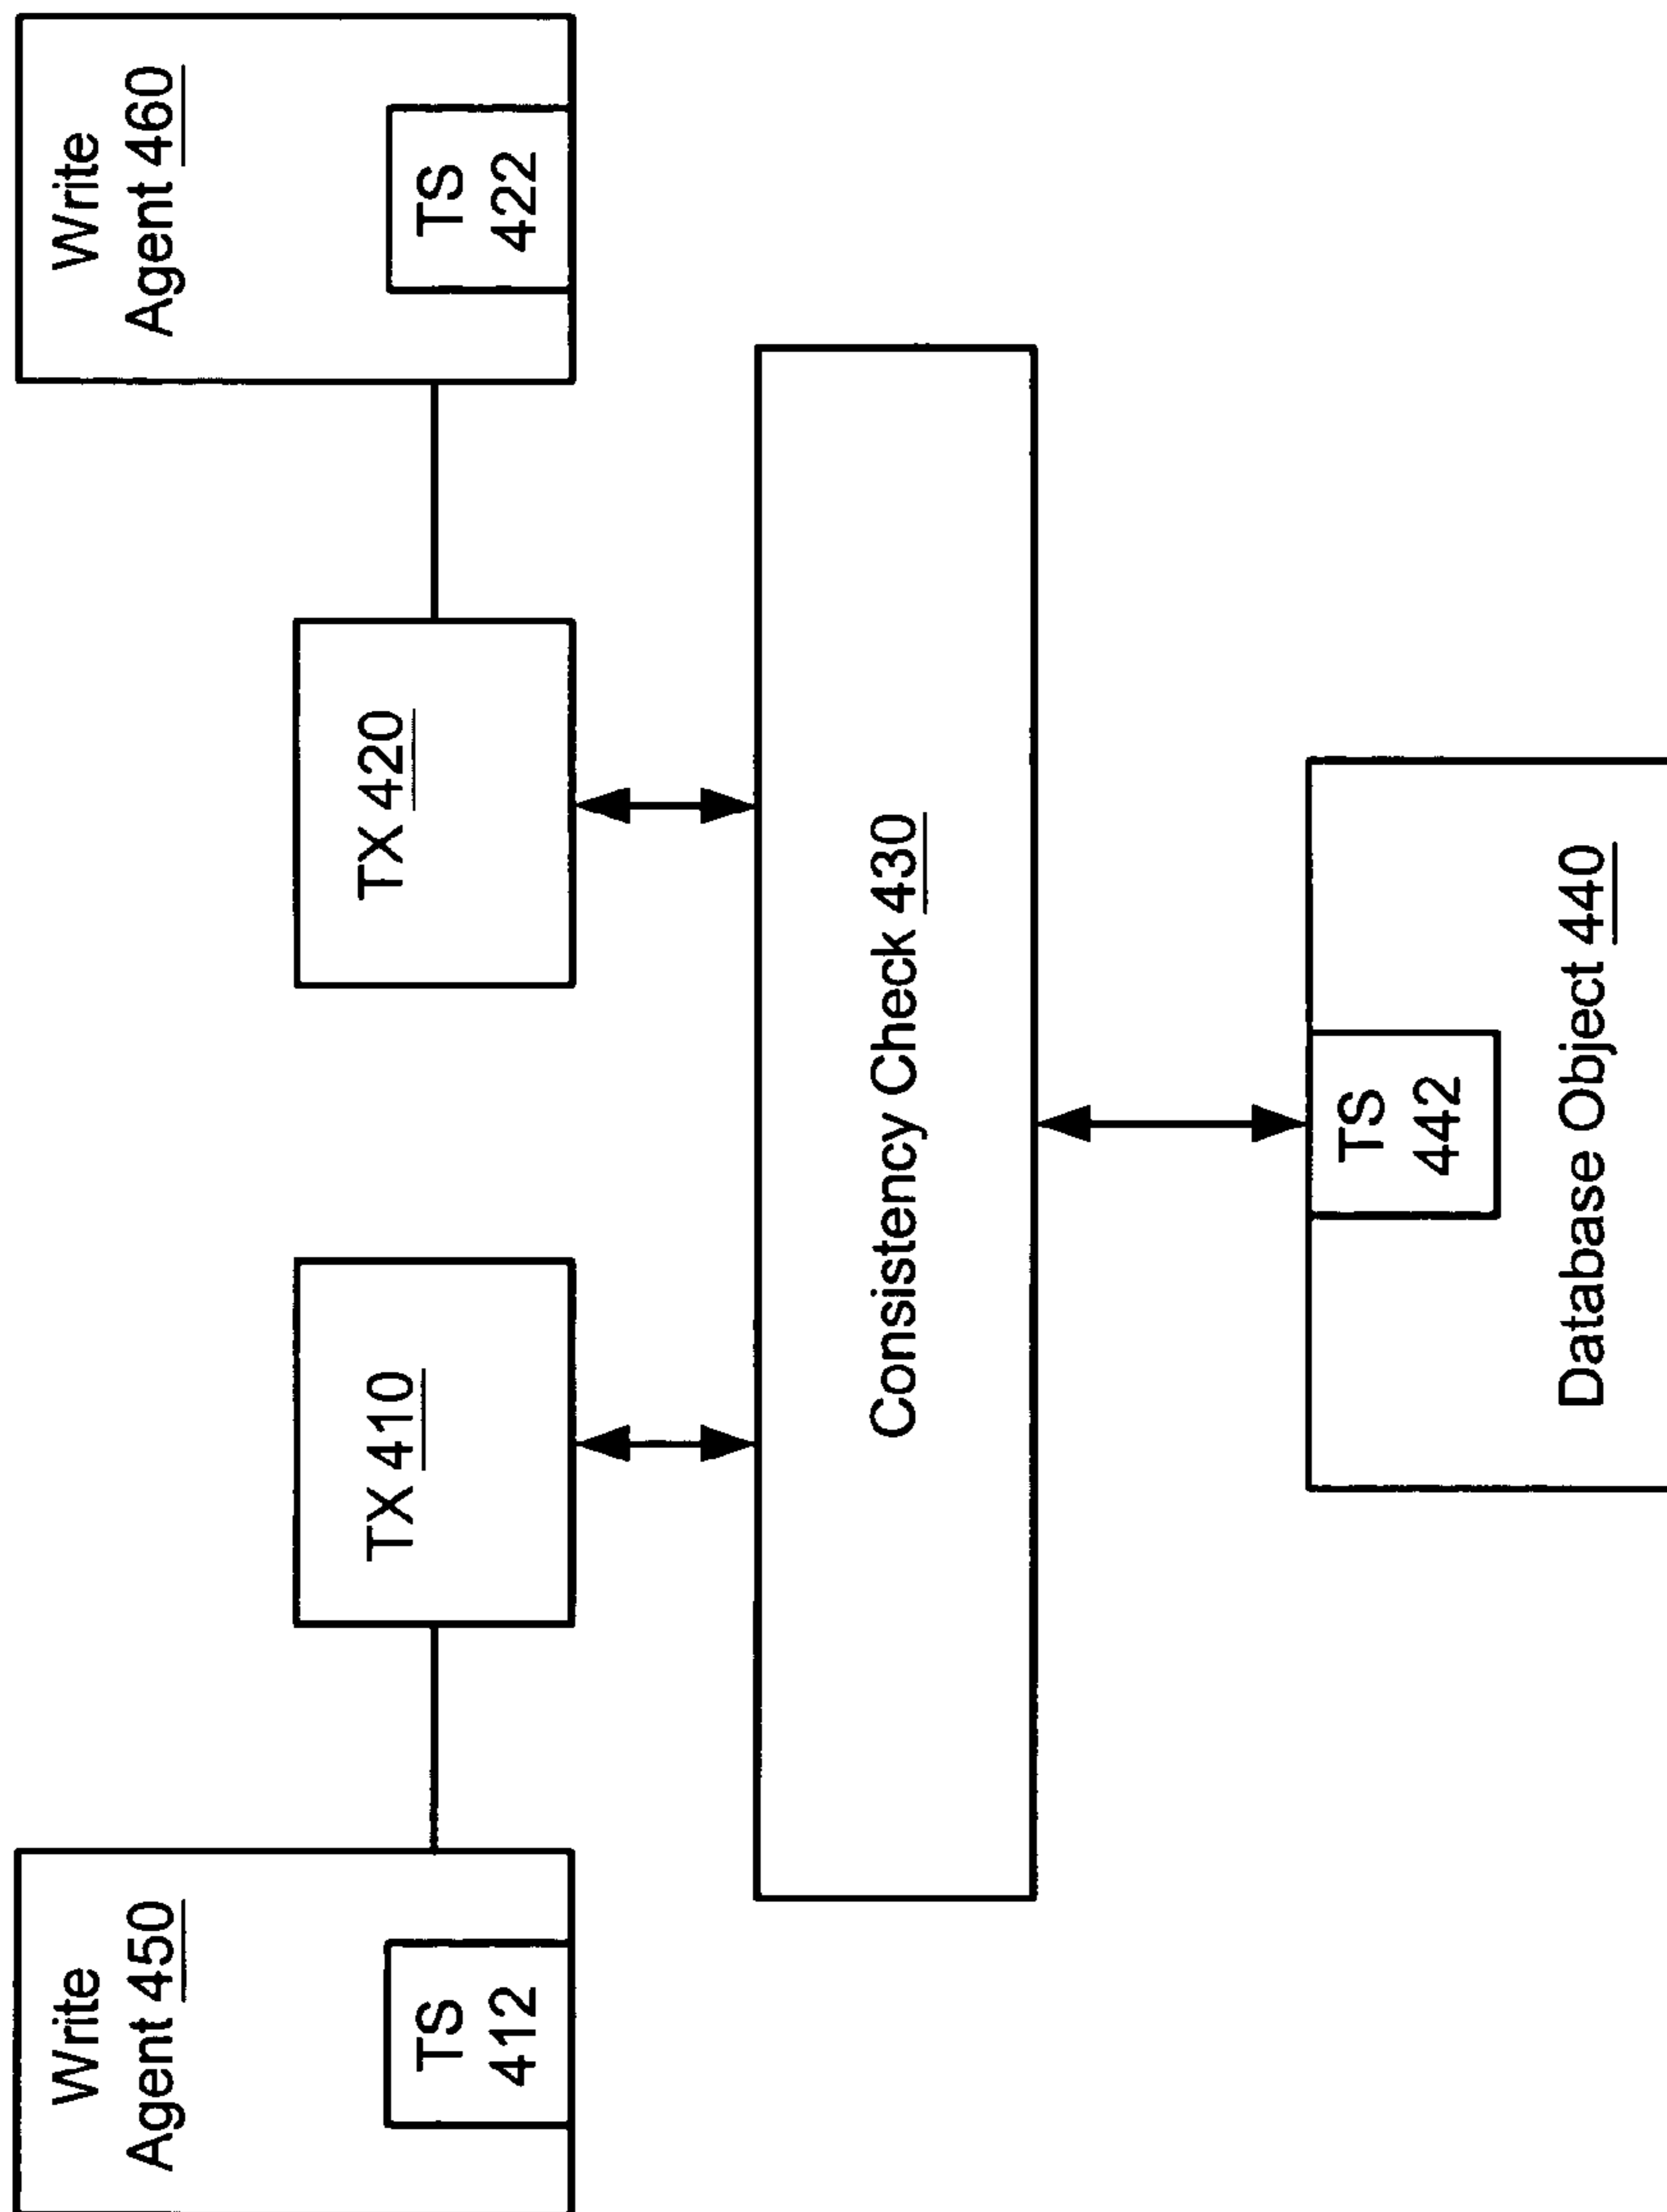 Write
Agent 450
TS
412
TX 410
TX 420
Write
Agent 460
TS
422
Consistency Check 430
TS
442
Database Object 440